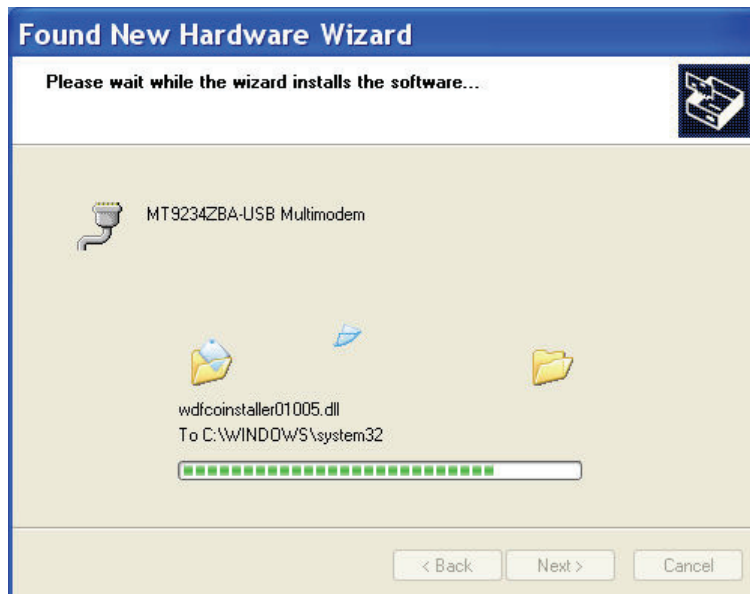 Found New Hardware Wizard
Please wait while the wizard installs the software...
MT9234ZBA-USB Multimodem
wdfcoinstaller01005.dll
To C:\WINDOWS\system32
< Back Next > Cancel